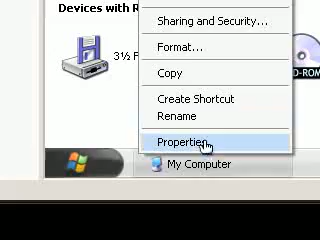 Devices with R
Sharing and Security...
Format...
3½ F
Copy
D-ROM
Create Shortcut
Rename
Properties
My Computer